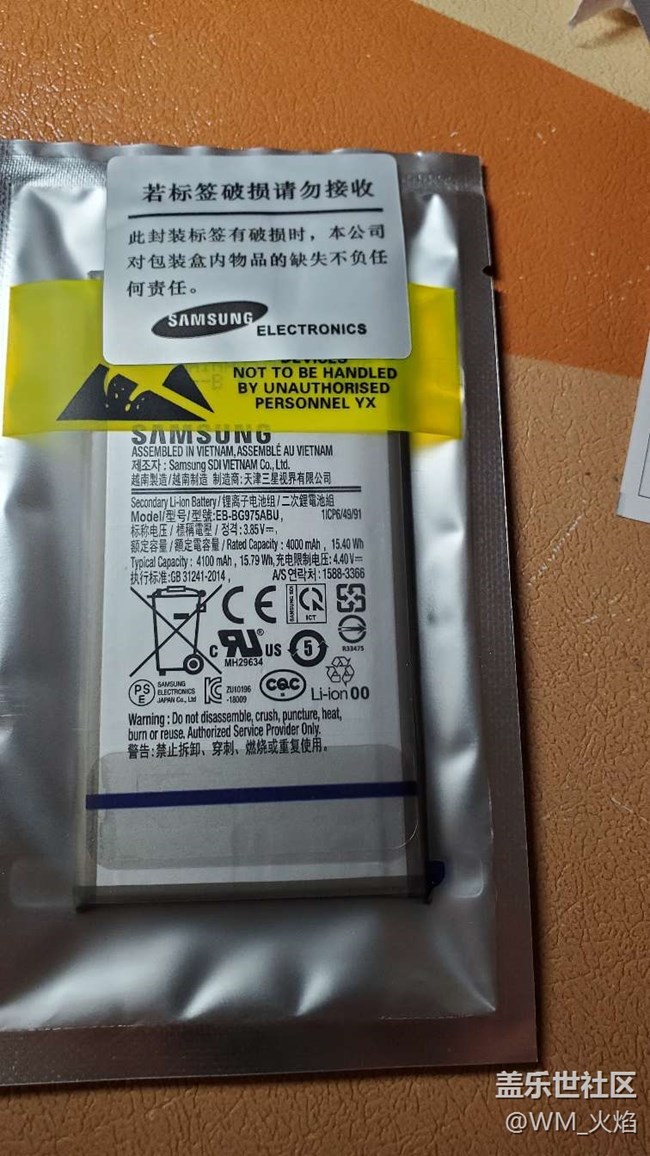 若标签破损请勿接收
此封装标签有破损时，本公司
对包装盒内物品的缺失不负任
何责任。
SAMSUNG ELECTRONICS
DEVICES
NOT TO BE HANDLED
BY UNAUTHORISED
PERSONNEL YX
SAMSUNG
ASSEMBLED IN VIETNAM, ASSEMBLÉ AU VIETNAM
제조자 : Samsung SDI VIETNAM Co., Ltd.
越南製造/越南制造 制造商:天津三星视界有限公司
Secondary Li-ion Battery/锂离子电池组/二次鋰電池組
Model/型号/型號:EB-BG975ABU, 1ICP6/49/91
标称电压/標稱電壓/정격: 3.85V⎓,
额定容量/額定電容量/Rated Capacity : 4000 mAh, 15.40 Wh
Typical Capacity : 4100 mAh, 15.79 Wh,充电限制电压: 4.40 V⎓
执行标准:GB 31241-2014, A/S 연락처 : 1588-3366
CE
SAMSUNG SDI
ICT
R33475
C RU ® US
5
MH29634
PS
E
SAMSUNG
ELECTRONICS
JAPAN Co., Ltd
ZU10196
-18009
CQC
Li-ion 00
Warning : Do not disassemble, crush, puncture, heat,
burn or reuse. Authorized Service Provider Only.
警告:禁止拆卸、穿刺、燃烧或重复使用。
盖乐世社区
@WM_火焰